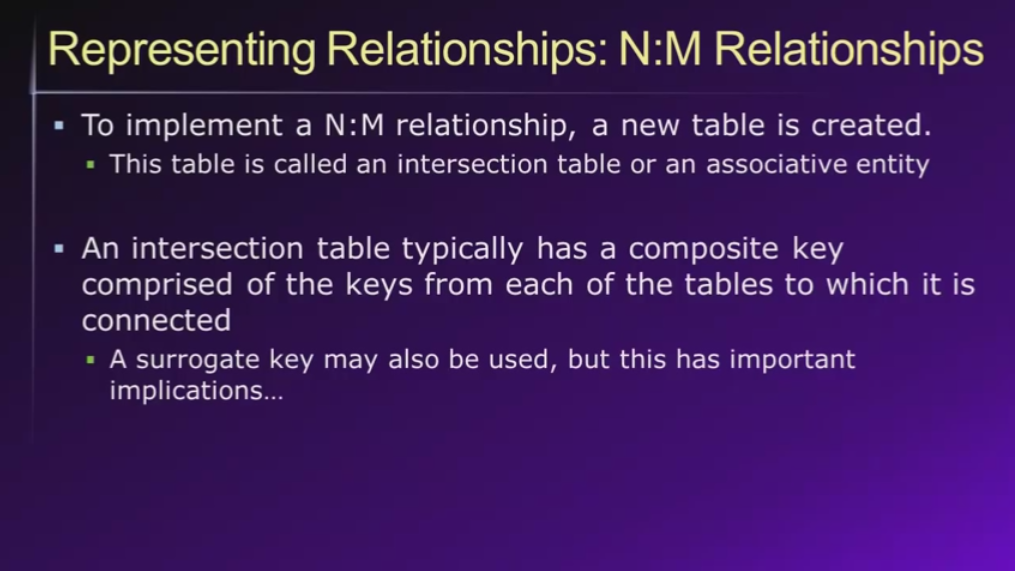 Representing Relationships: N:M Relationships
To implement a N:M relationship, a new table is created.
This table is called an intersection table or an associative entity
An intersection table typically has a composite key
comprised of the keys from each of the tables to which it is
connected
A surrogate key may also be used, but this has important
implications…